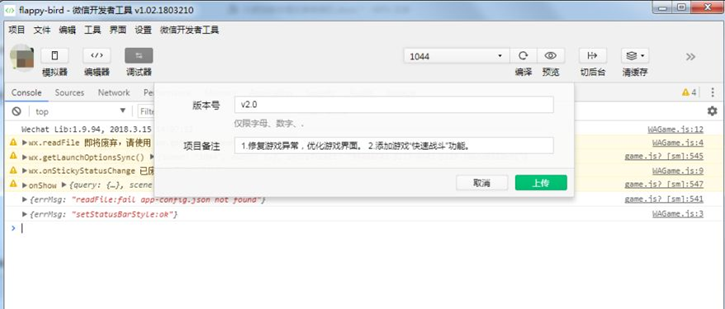 flappy-bird - 微信开发者工具 v1.02.1803210
项目 文件 编辑 工具 界面 设置 微信开发者工具
模拟器 编辑器 调试器 1044 编译 预览 切后台 清缓存
Console Sources Network 4
top Filte
版本号 v2.0
仅限字母、数字、.
项目备注 1.修复游戏异常，优化游戏界面。 2.添加游戏"快速战斗"功能。
取消 上传
Wechat Lib:1.9.94, 2018.3.15 WAGame.js:12
wx.readFile 即将废弃，请使用 WAGame.js:4
wx.getLaunchOptionsSync() game.js? [sm]:545
wx.onStickyStatusChange 已废 WAGame.js:9
onShow {query: {…}, scene game.js? [sm]:547
{errMsg: "readFile:fail app-config.json not found"} game.js? [sm]:541
{errMsg: "setStatusBarStyle:ok"} WAGame.js:3